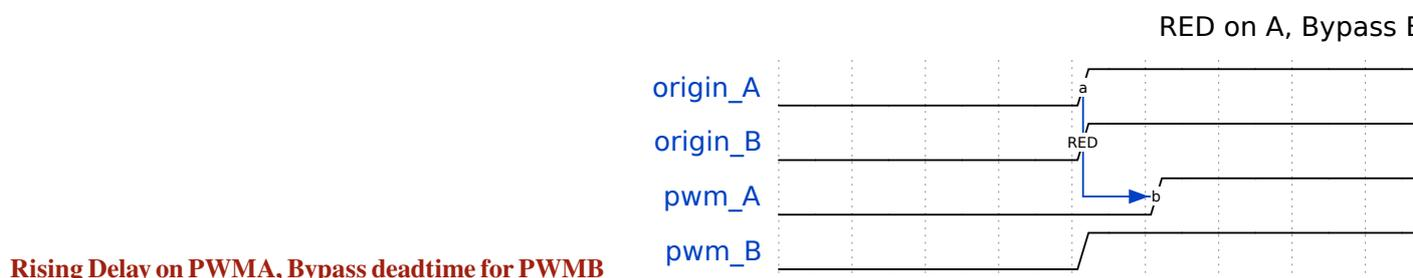 RED on A, Bypass
origin_A
a
origin_B
RED
pwm_A
b
pwm_B
Rising Delay on PWMA, Bypass deadtime for PWMB